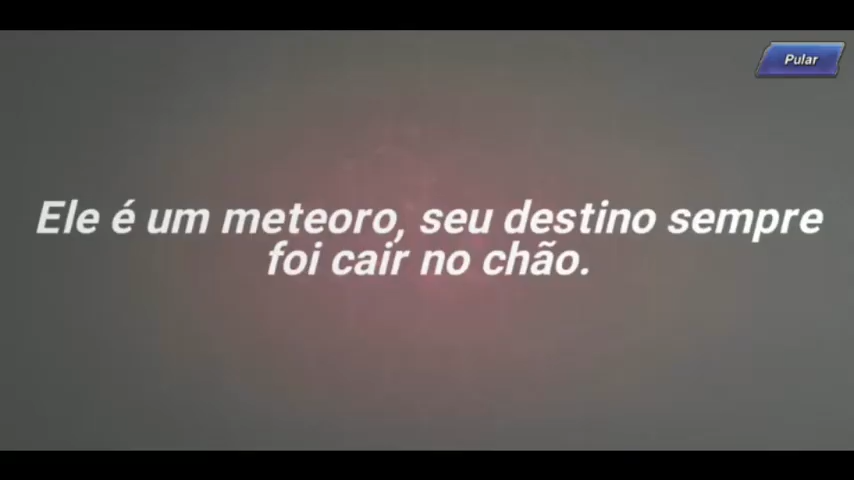 Pular
Ele é um meteoro, seu destino sempre
foi cair no chão.